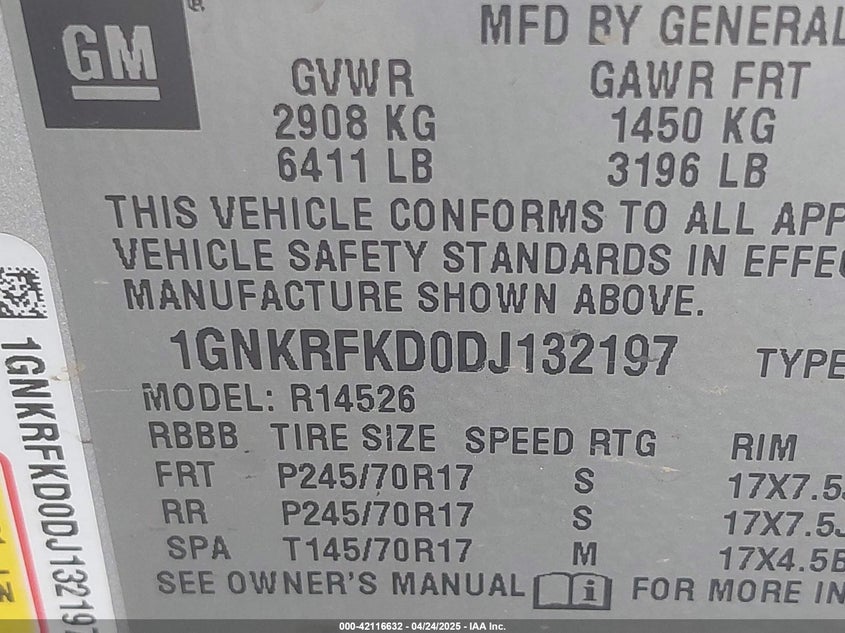 GM ®
MFD BY GENERAL
GVWR GAWR FRT
2908 KG 1450 KG
6411 LB 3196 LB
THIS VEHICLE CONFORMS TO ALL APP
VEHICLE SAFETY STANDARDS IN EFFE
MANUFACTURE SHOWN ABOVE.
1GNKRFKD0DJ132197 TYPE
MODEL: R14526
RBBB TIRE SIZE SPEED RTG RIM
FRT P245/70R17 S 17X7.5J
RR P245/70R17 S 17X7.5J
SPA T145/70R17 M 17X4.5B
SEE OWNER'S MANUAL i FOR MORE IN
1GNKRFKD0DJ132197
000-42116632 - 04/24/2025 - IAA Inc.